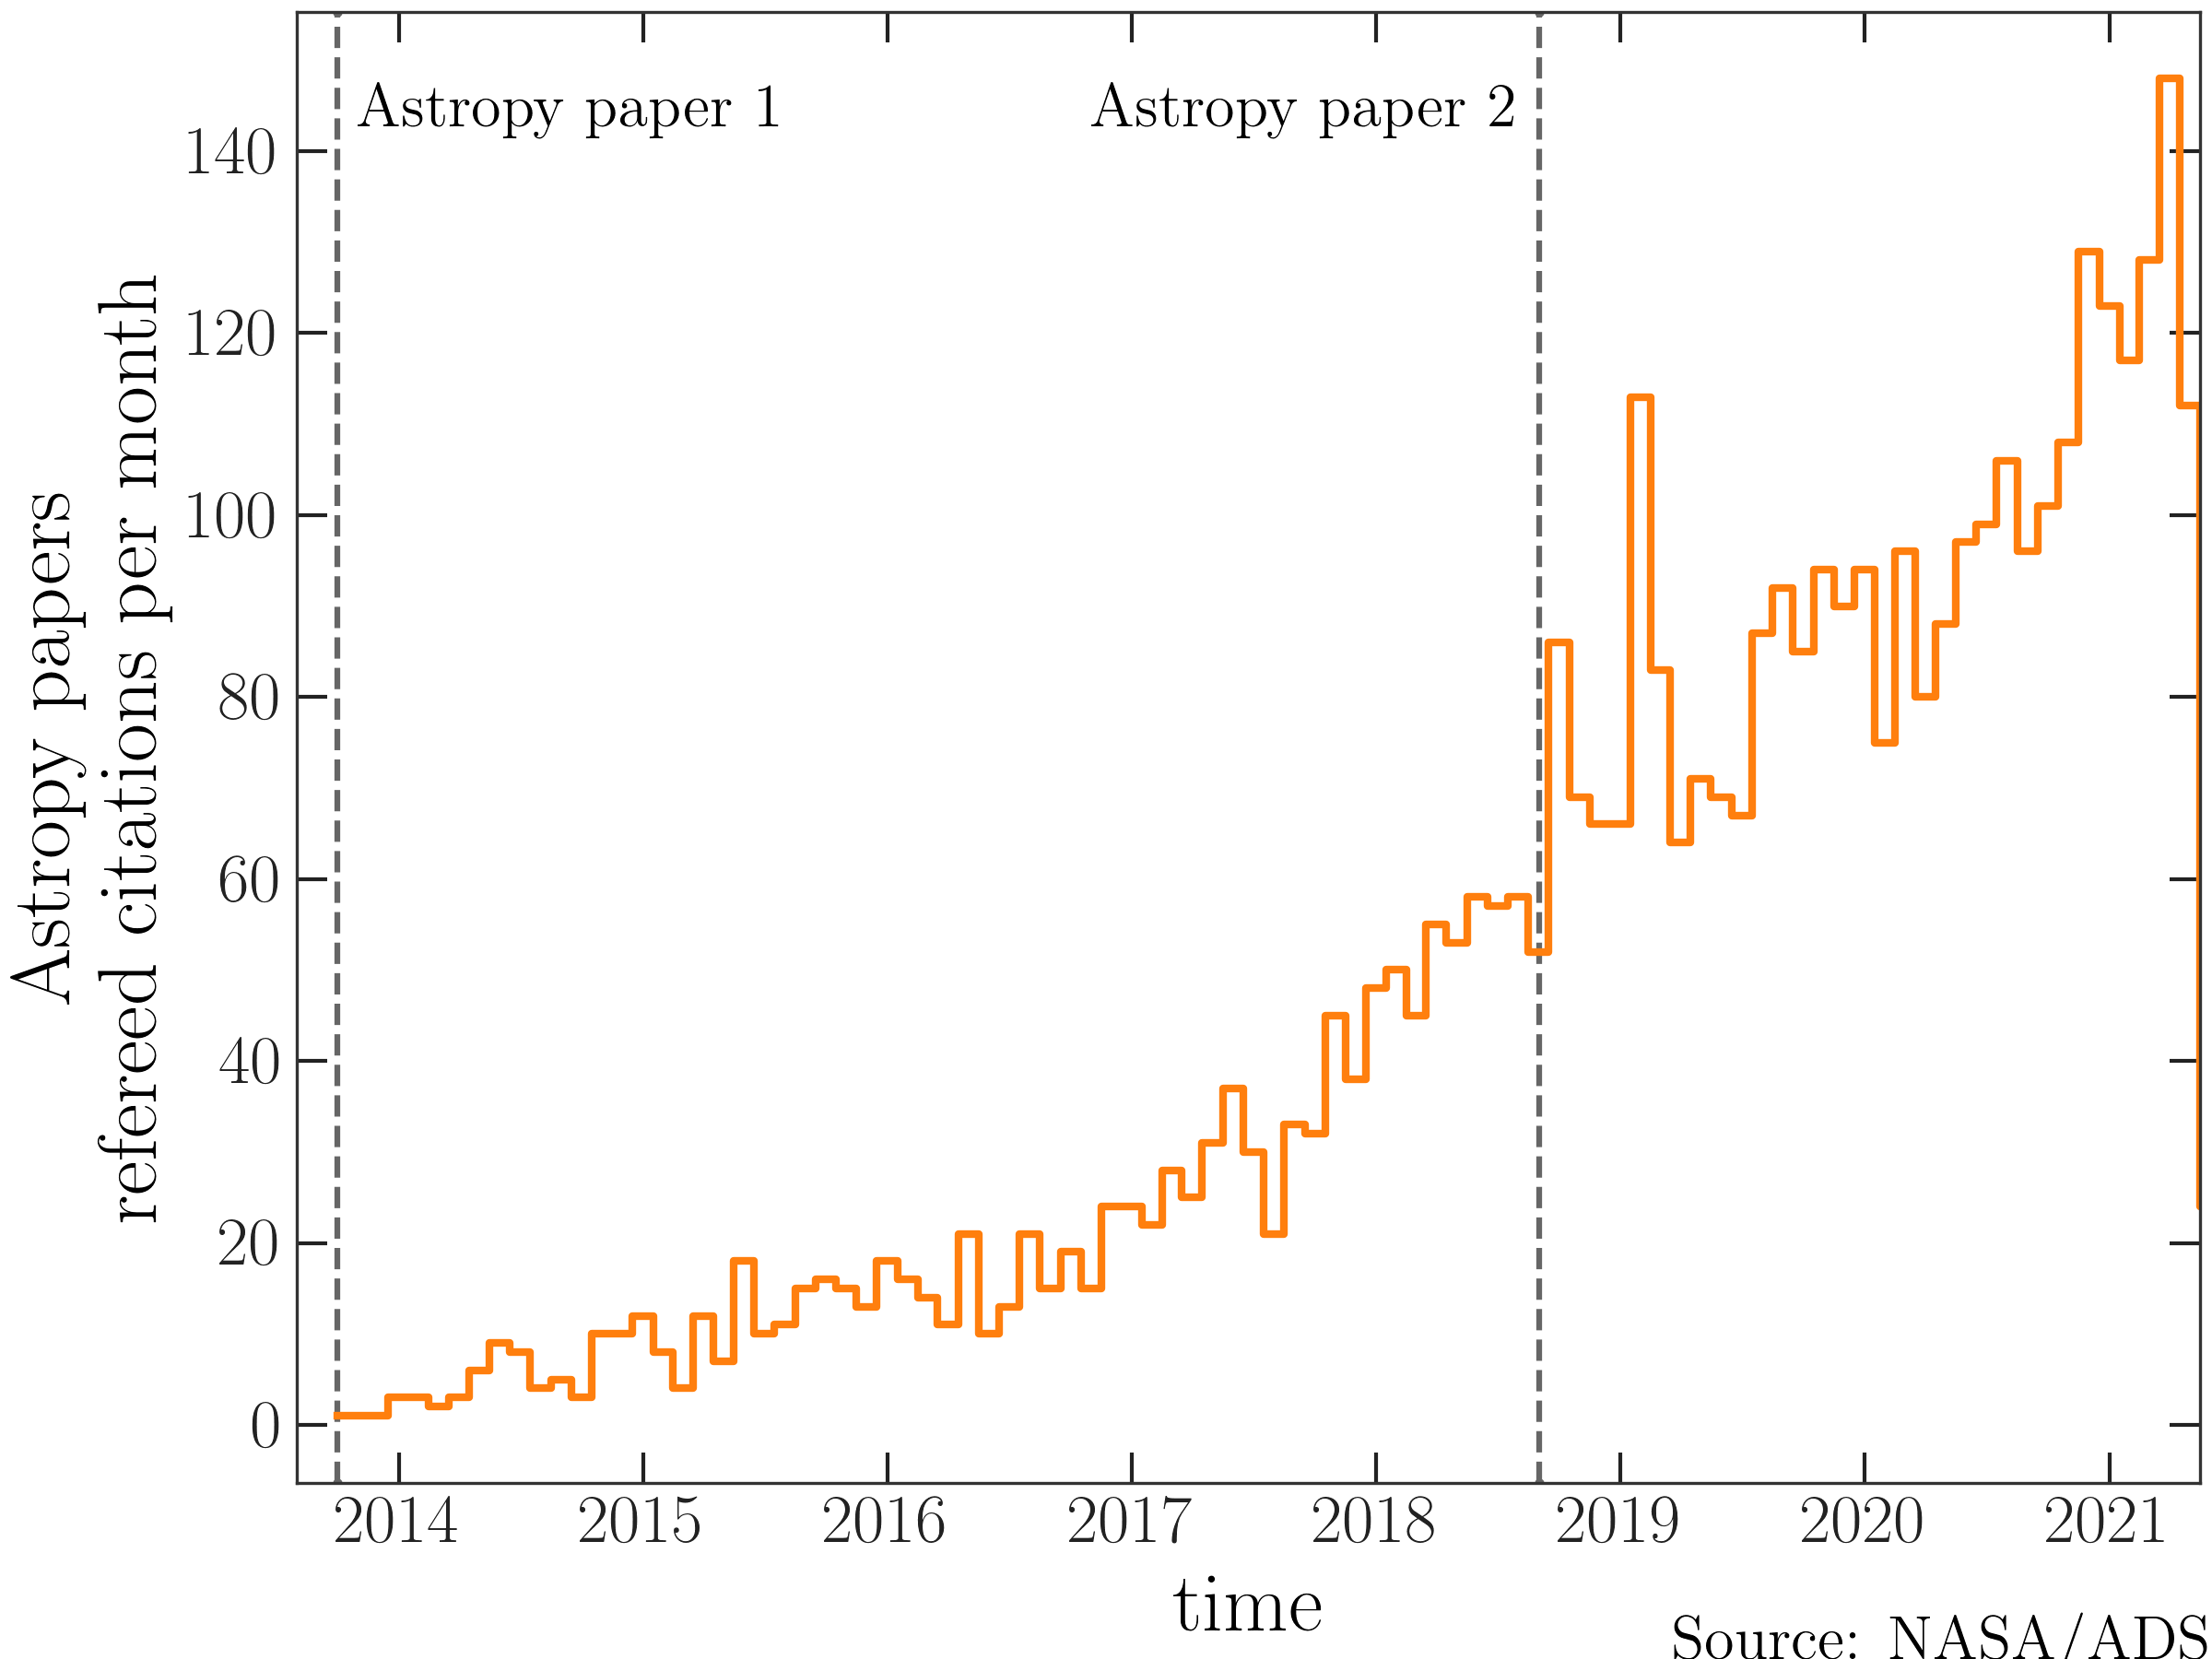 Astropy paper 1
Astropy paper 2
Astropy papers
refereed citations per month
140
120
100
80
60
40
20
0
2014 2015 2016 2017 2018 2019 2020 2021
time
Source: NASA/ADS